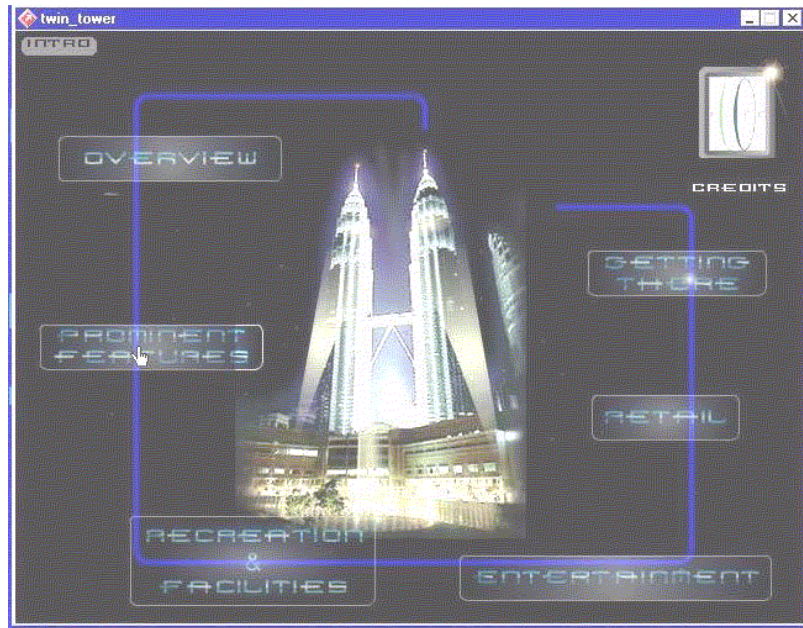 twin_tower
INTRO
OVERVIEW
CREDITS
GETTING
THERE
PROMINENT
FEATURES
RETAIL
RECREATION
&
FACILITIES
ENTERTAINMENT